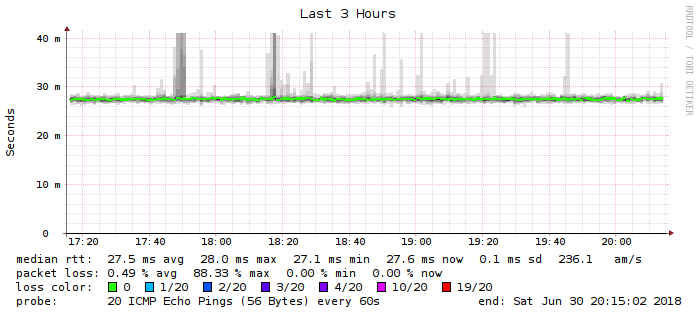 Last 3 Hours
RRDTOOL / TOBI OETIKER
Seconds
40 m
30 m
20 m
10 m
0
17:20 17:40 18:00 18:20 18:40 19:00 19:20 19:40 20:00
median rtt: 27.5 ms avg 28.0 ms max 27.1 ms min 27.6 ms now 0.1 ms sd 236.1 am/s
packet loss: 0.49 % avg 88.33 % max 0.00 % min 0.00 % now
loss color: 0 1/20 2/20 3/20 4/20 10/20 19/20
probe: 20 ICMP Echo Pings (56 Bytes) every 60s end: Sat Jun 30 20:15:02 2018